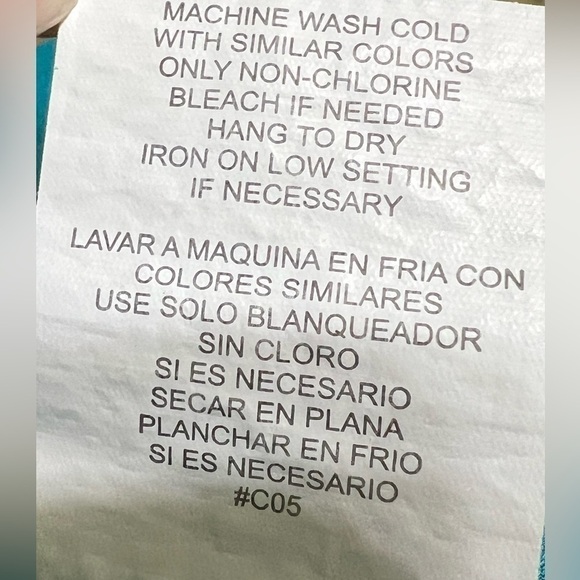 MACHINE WASH COLD
WITH SIMILAR COLORS
ONLY NON-CHLORINE
BLEACH IF NEEDED
HANG TO DRY
IRON ON LOW SETTING
IF NECESSARY
LAVAR A MAQUINA EN FRIA CON
COLORES SIMILARES
USE SOLO BLANQUEADOR
SIN CLORO
SI ES NECESARIO
SECAR EN PLANA
PLANCHAR EN FRIO
SI ES NECESARIO
#C05